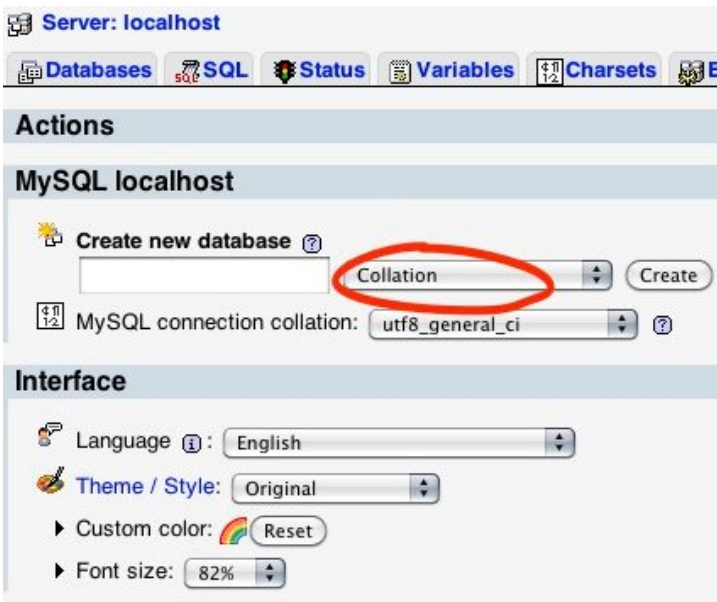 Server: localhost
Databases SQL Status Variables Charsets
Actions
MySQL localhost
Create new database
Collation Create
MySQL connection collation: utf8_general_ci
Interface
Language : English
Theme / Style: Original
Custom color: Reset
Font size: 82%